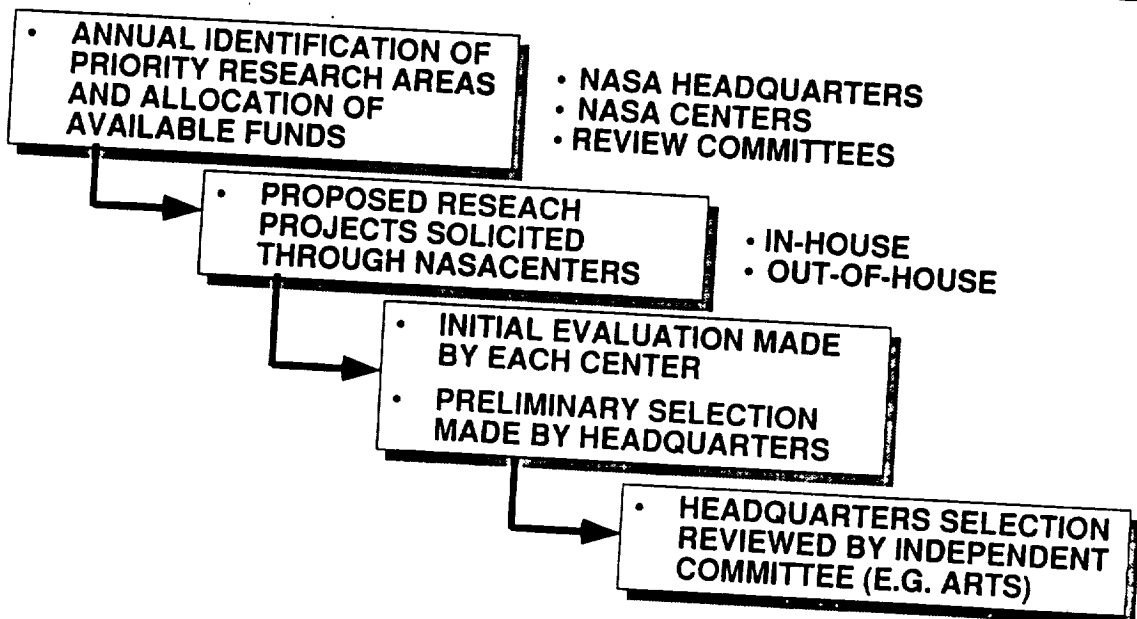 • ANNUAL IDENTIFICATION OF
PRIORITY RESEARCH AREAS
AND ALLOCATION OF
AVAILABLE FUNDS
• NASA HEADQUARTERS
• NASA CENTERS
• REVIEW COMMITTEES
• PROPOSED RESEACH
PROJECTS SOLICITED
THROUGH NASACENTERS
• IN-HOUSE
• OUT-OF-HOUSE
• INITIAL EVALUATION MADE
BY EACH CENTER
• PRELIMINARY SELECTION
MADE BY HEADQUARTERS
• HEADQUARTERS SELECTION
REVIEWED BY INDEPENDENT
COMMITTEE (E.G. ARTS)